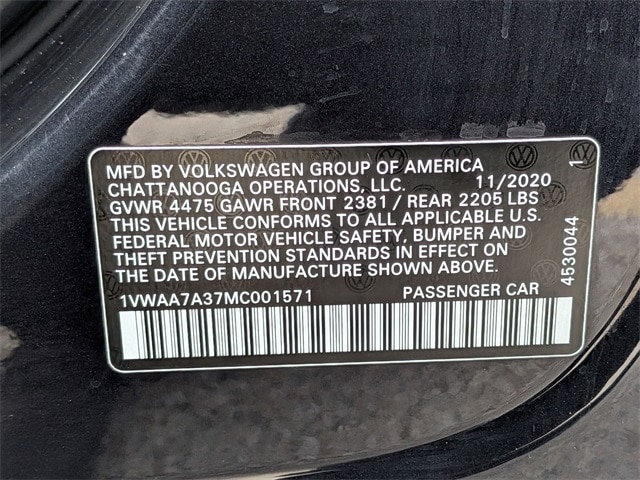 MFD BY VOLKSWAGEN GROUP OF AMERICA
CHATTANOOGA OPERATIONS, LLC. 11/2020
GVWR 4475 GAWR FRONT 2381 / REAR 2205 LBS
THIS VEHICLE CONFORMS TO ALL APPLICABLE U.S.
FEDERAL MOTOR VEHICLE SAFETY, BUMPER AND
THEFT PREVENTION STANDARDS IN EFFECT ON
THE DATE OF MANUFACTURE SHOWN ABOVE.
1VWAA7A37MC001571 PASSENGER CAR
4530044 1